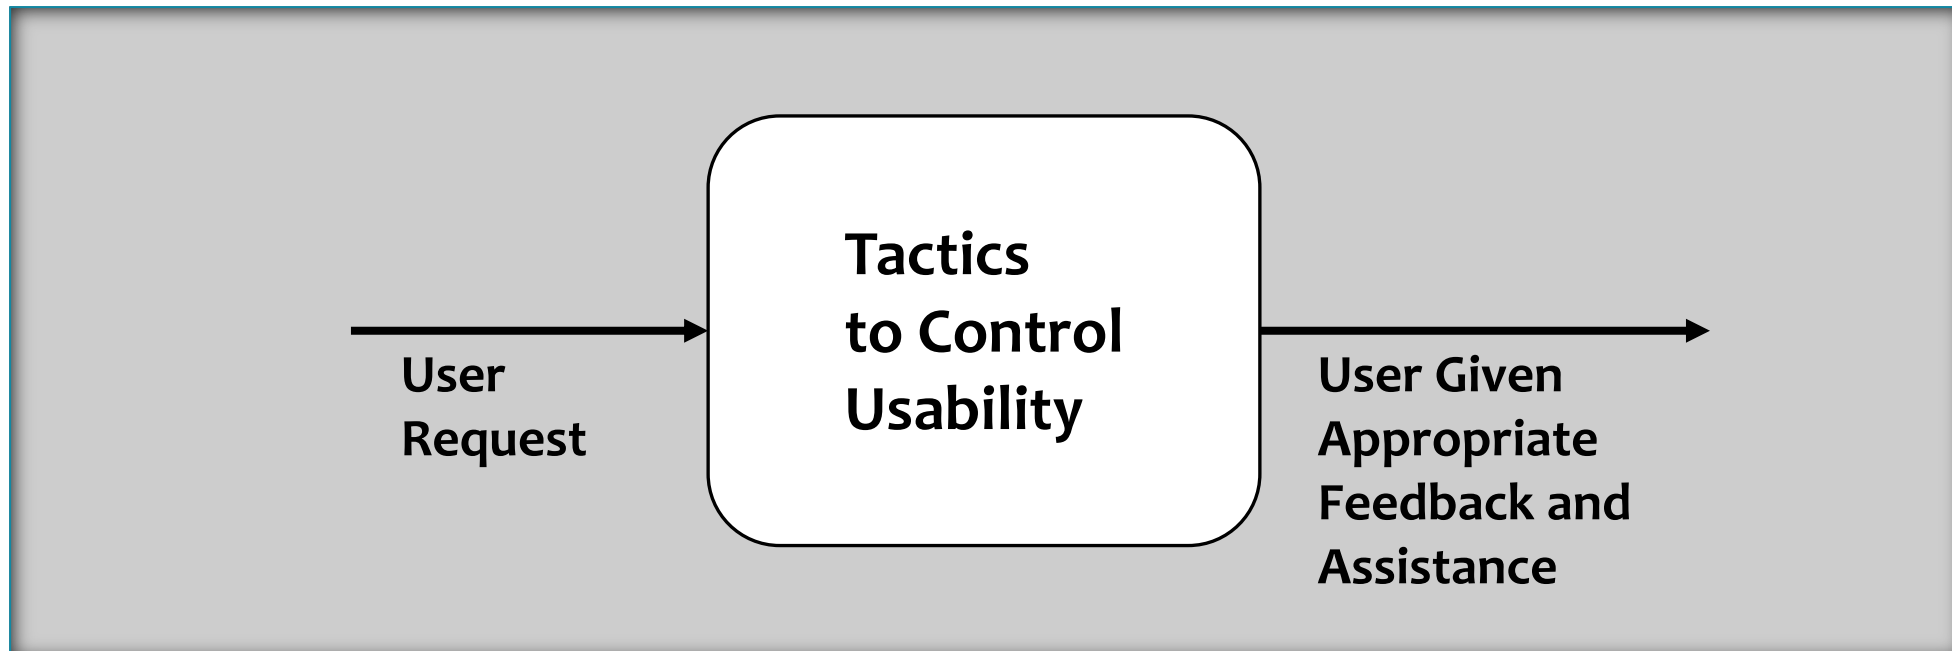 User
Request
Tactics
to Control
Usability
User Given
Appropriate
Feedback and
Assistance